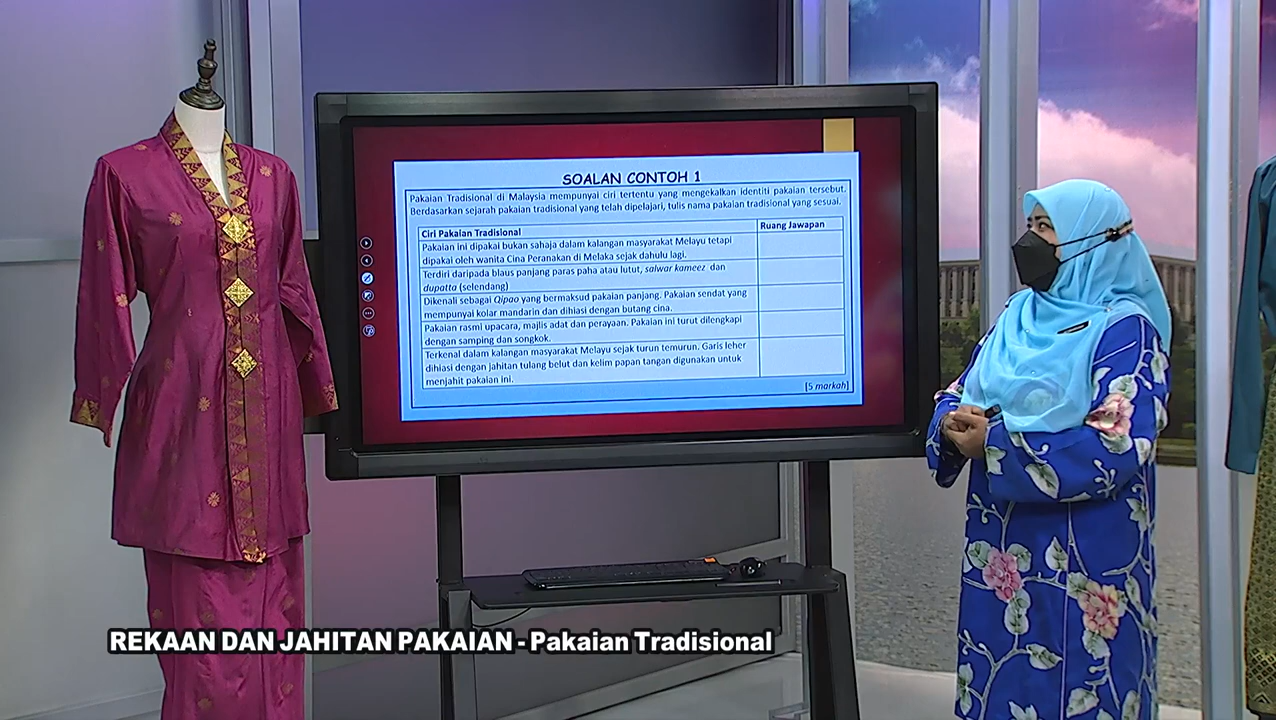 SOALAN CONTOH 1
Pakaian Tradisional di Malaysia mempunyai ciri tertentu yang mengekalkan identiti pakaian tersebut.
Berdasarkan sejarah pakaian tradisional yang telah dipelajari, tulis nama pakaian tradisional yang sesuai.
Ciri Pakaian Tradisional
Ruang Jawapan
Pakaian ini dipakai bukan sahaja dalam kalangan masyarakat Melayu tetapi
dipakai oleh wanita Cina Peranakan di Melaka sejak dahulu lagi.
Terdiri daripada blaus panjang paras paha atau lutut, salwar kameez dan
dupatta (selendang)
Dikenali sebagai Qipao yang bermaksud pakaian panjang. Pakaian sendat yang
mempunyai kolar mandarin dan dihiasi dengan butang cina.
Pakaian rasmi upacara, majlis adat dan perayaan. Pakaian ini turut dilengkapi
dengan samping dan songkok.
Terkenal dalam kalangan masyarakat Melayu sejak turun temurun. Garis leher
dihiasi dengan jahitan tulang belut dan kelim papan tangan digunakan untuk
menjahit pakaian ini.
[5 markah]
REKAAN DAN JAHITAN PAKAIAN - Pakaian Tradisional